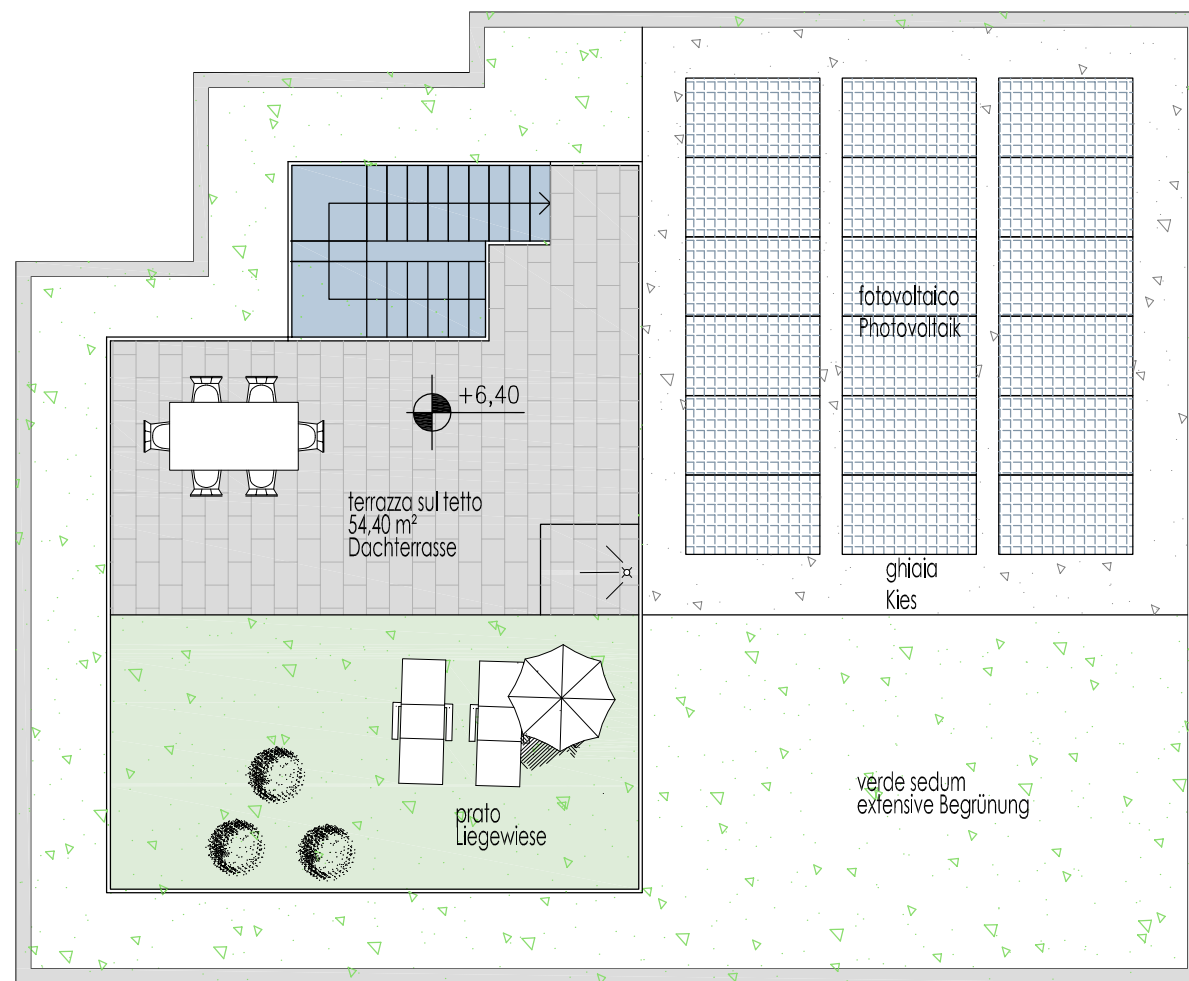 fotovoltaico
Photovoltaik
+6,40
terrazza sul tetto
54,40 m²
Dachterrasse
ghiaia
Kies
verde sedum
extensive Begrünung
prato
Liegewiese